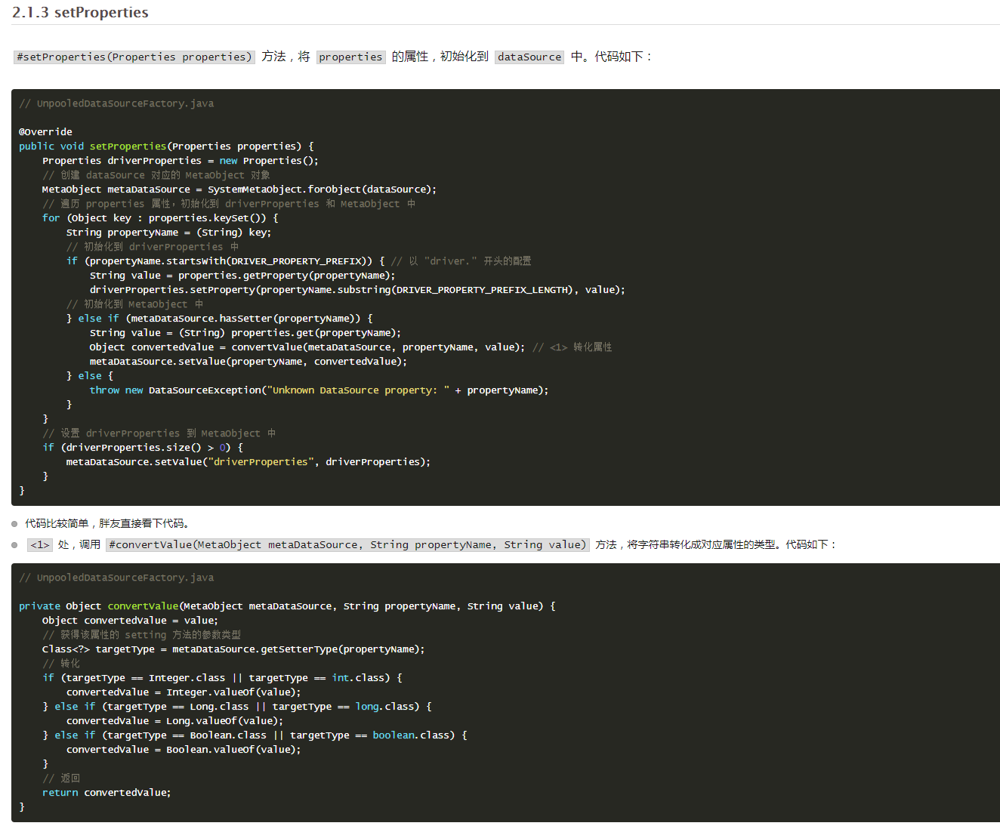 2.1.3 setProperties
#setProperties(Properties properties) 方法，将 properties 的属性，初始化到 dataSource 中。代码如下：
// UnpooledDataSourceFactory.java
@Override
public void setProperties(Properties properties) {
    Properties driverProperties = new Properties();
    // 创建 dataSource 对应的 MetaObject 对象
    MetaObject metaDataSource = SystemMetaObject.forObject(dataSource);
    // 遍历 properties 属性，初始化到 driverProperties 和 MetaObject 中
    for (Object key : properties.keySet()) {
        String propertyName = (String) key;
        // 初始化到 driverProperties 中
        if (propertyName.startsWith(DRIVER_PROPERTY_PREFIX)) { // 以 "driver." 开头的配置
            String value = properties.getProperty(propertyName);
            driverProperties.setProperty(propertyName.substring(DRIVER_PROPERTY_PREFIX_LENGTH), value);
        // 初始化到 MetaObject 中
        } else if (metaDataSource.hasSetter(propertyName)) {
            String value = (String) properties.get(propertyName);
            Object convertedValue = convertValue(metaDataSource, propertyName, value); // <1> 转化属性
            metaDataSource.setValue(propertyName, convertedValue);
        } else {
            throw new DataSourceException("Unknown DataSource property: " + propertyName);
        }
    }
    // 设置 driverProperties 到 MetaObject 中
    if (driverProperties.size() > 0) {
        metaDataSource.setValue("driverProperties", driverProperties);
    }
}
代码比较简单，胖友直接看下代码。
<1> 处，调用 #convertValue(MetaObject metaDataSource, String propertyName, String value) 方法，将字符串转化成对应属性的类型。代码如下：
// UnpooledDataSourceFactory.java
private Object convertValue(MetaObject metaDataSource, String propertyName, String value) {
    Object convertedValue = value;
    // 获得该属性的 setting 方法的参数类型
    Class<?> targetType = metaDataSource.getSetterType(propertyName);
    // 转化
    if (targetType == Integer.class || targetType == int.class) {
        convertedValue = Integer.valueOf(value);
    } else if (targetType == Long.class || targetType == long.class) {
        convertedValue = Long.valueOf(value);
    } else if (targetType == Boolean.class || targetType == boolean.class) {
        convertedValue = Boolean.valueOf(value);
    }
    // 返回
    return convertedValue;
}